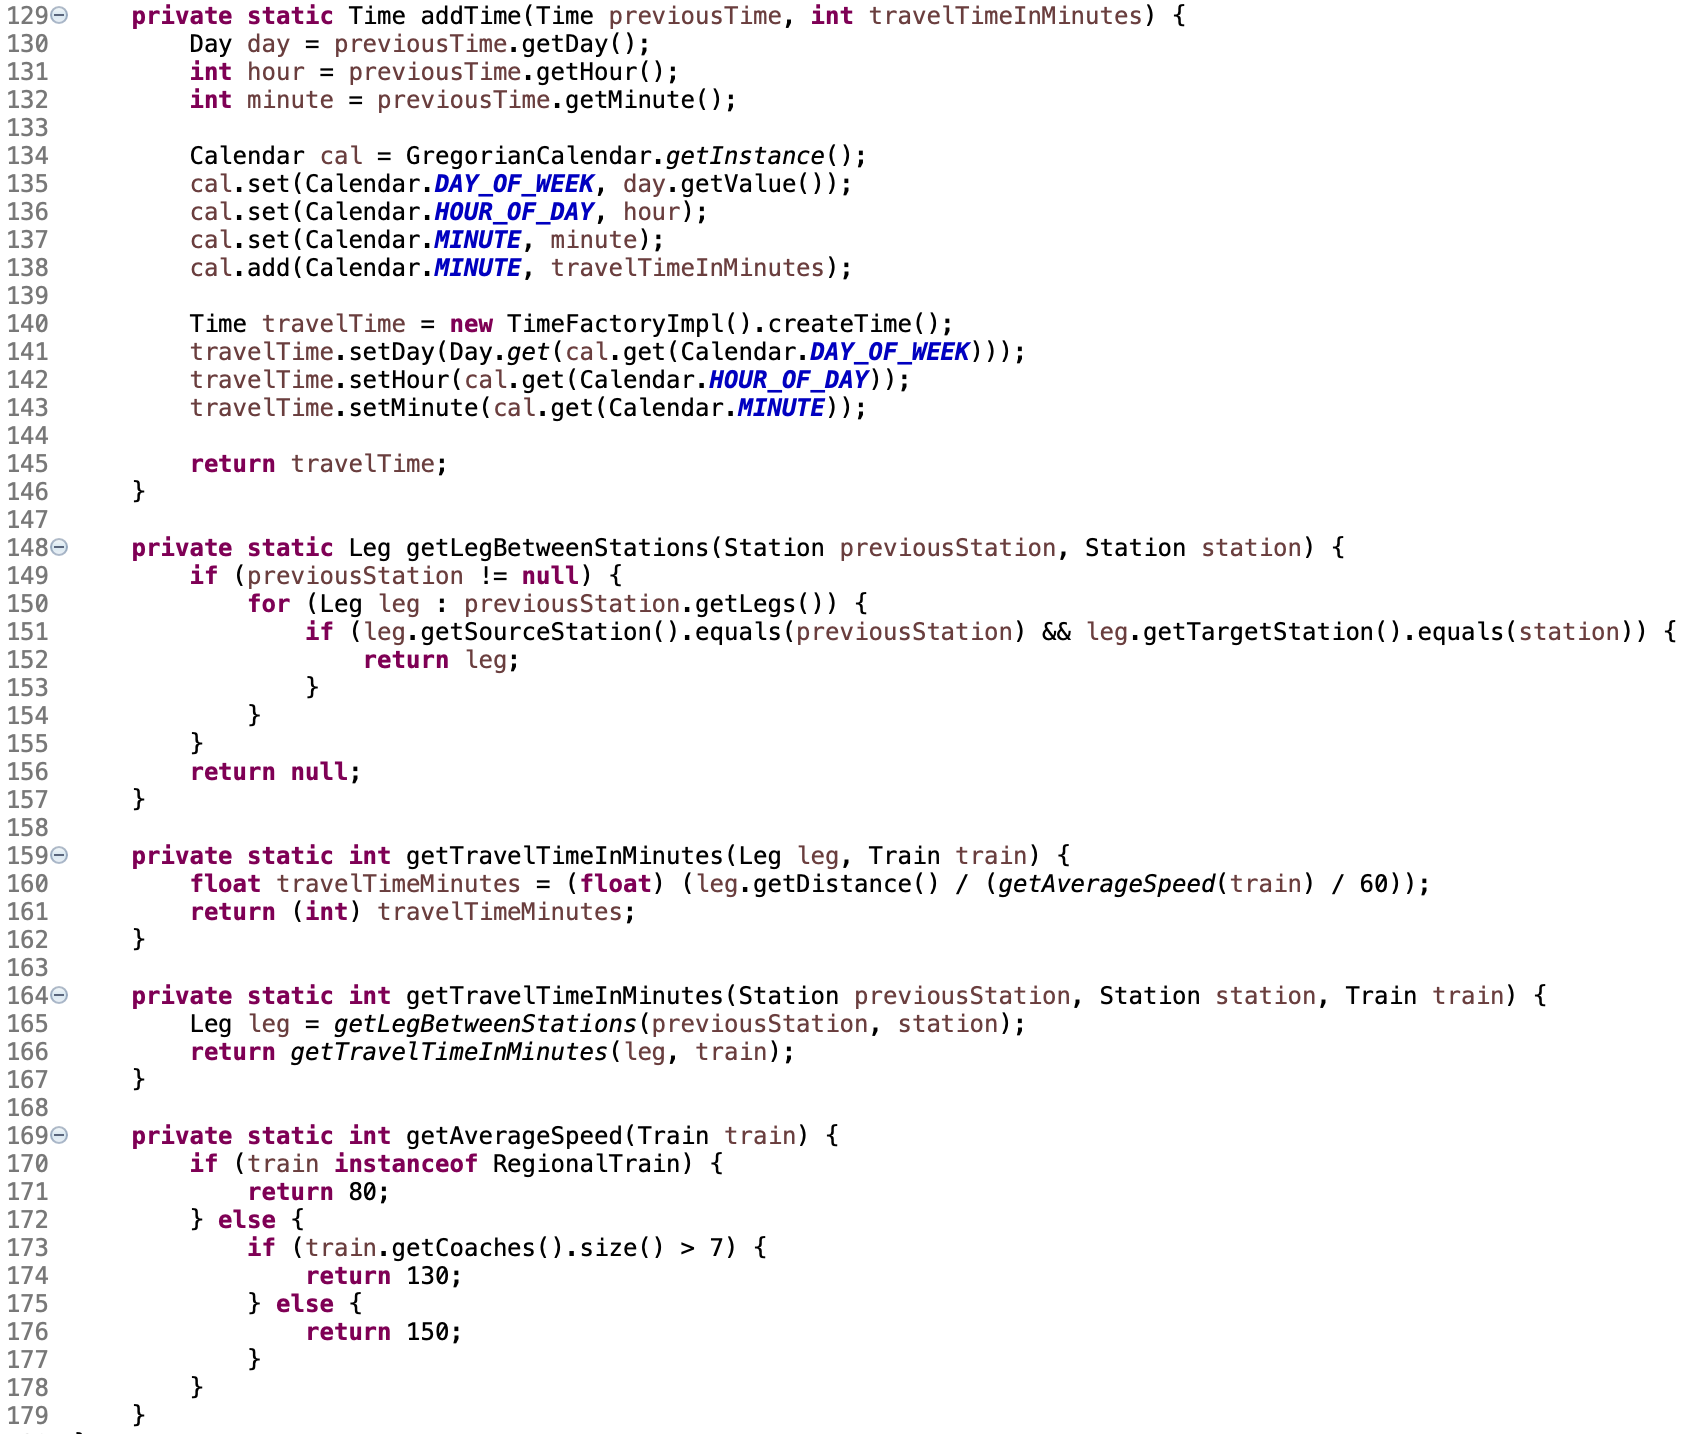 129 private static Time addTime(Time previousTime, int travelTimeInMinutes) {
130 Day day = previousTime.getDay();
131 int hour = previousTime.getHour();
132 int minute = previousTime.getMinute();
133
134 Calendar cal = GregorianCalendar.getInstance();
135 cal.set(Calendar.DAY_OF_WEEK, day.getValue());
136 cal.set(Calendar.HOUR_OF_DAY, hour);
137 cal.set(Calendar.MINUTE, minute);
138 cal.add(Calendar.MINUTE, travelTimeInMinutes);
139
140 Time travelTime = new TimeFactoryImpl().createTime();
141 travelTime.setDay(Day.get(cal.get(Calendar.DAY_OF_WEEK)));
142 travelTime.setHour(cal.get(Calendar.HOUR_OF_DAY));
143 travelTime.setMinute(cal.get(Calendar.MINUTE));
144
145 return travelTime;
146 }
147
148 private static Leg getLegBetweenStations(Station previousStation, Station station) {
149 if (previousStation != null) {
150 for (Leg leg : previousStation.getLegs()) {
151 if (leg.getSourceStation().equals(previousStation) && leg.getTargetStation().equals(station)) {
152 return leg;
153 }
154 }
155 }
156 return null;
157 }
158
159 private static int getTravelTimeInMinutes(Leg leg, Train train) {
160 float travelTimeMinutes = (float) (leg.getDistance() / (getAverageSpeed(train) / 60));
161 return (int) travelTimeMinutes;
162 }
163
164 private static int getTravelTimeInMinutes(Station previousStation, Station station, Train train) {
165 Leg leg = getLegBetweenStations(previousStation, station);
166 return getTravelTimeInMinutes(leg, train);
167 }
168
169 private static int getAverageSpeed(Train train) {
170 if (train instanceof RegionalTrain) {
171 return 80;
172 } else {
173 if (train.getCoaches().size() > 7) {
174 return 130;
175 } else {
176 return 150;
177 }
178 }
179 }